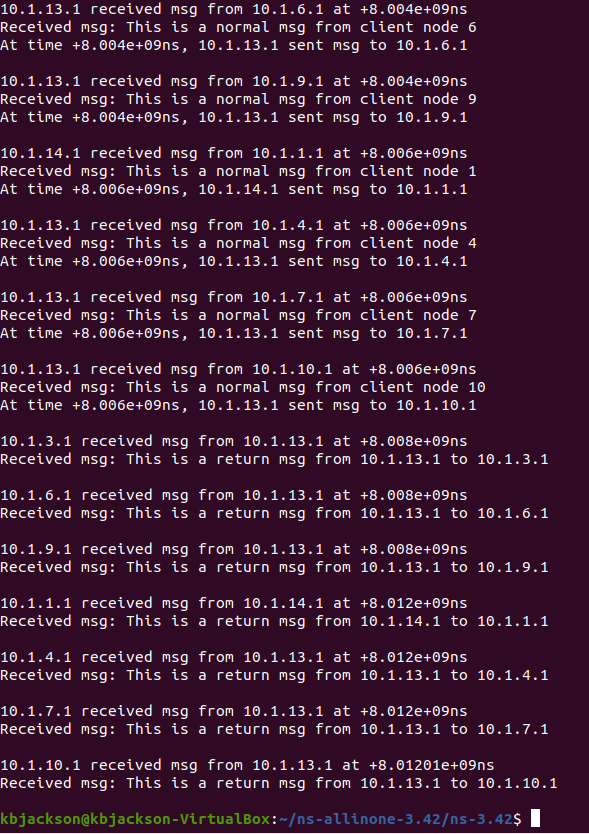 10.1.13.1 received msg from 10.1.6.1 at +8.004e+09ns
Received msg: This is a normal msg from client node 6
At time +8.004e+09ns, 10.1.13.1 sent msg to 10.1.6.1
10.1.13.1 received msg from 10.1.9.1 at +8.004e+09ns
Received msg: This is a normal msg from client node 9
At time +8.004e+09ns, 10.1.13.1 sent msg to 10.1.9.1
10.1.14.1 received msg from 10.1.1.1 at +8.006e+09ns
Received msg: This is a normal msg from client node 1
At time +8.006e+09ns, 10.1.14.1 sent msg to 10.1.1.1
10.1.13.1 received msg from 10.1.4.1 at +8.006e+09ns
Received msg: This is a normal msg from client node 4
At time +8.006e+09ns, 10.1.13.1 sent msg to 10.1.4.1
10.1.13.1 received msg from 10.1.7.1 at +8.006e+09ns
Received msg: This is a normal msg from client node 7
At time +8.006e+09ns, 10.1.13.1 sent msg to 10.1.7.1
10.1.13.1 received msg from 10.1.10.1 at +8.006e+09ns
Received msg: This is a normal msg from client node 10
At time +8.006e+09ns, 10.1.13.1 sent msg to 10.1.10.1
10.1.3.1 received msg from 10.1.13.1 at +8.008e+09ns
Received msg: This is a return msg from 10.1.13.1 to 10.1.3.1
10.1.6.1 received msg from 10.1.13.1 at +8.008e+09ns
Received msg: This is a return msg from 10.1.13.1 to 10.1.6.1
10.1.9.1 received msg from 10.1.13.1 at +8.008e+09ns
Received msg: This is a return msg from 10.1.13.1 to 10.1.9.1
10.1.1.1 received msg from 10.1.14.1 at +8.012e+09ns
Received msg: This is a return msg from 10.1.14.1 to 10.1.1.1
10.1.4.1 received msg from 10.1.13.1 at +8.012e+09ns
Received msg: This is a return msg from 10.1.13.1 to 10.1.4.1
10.1.7.1 received msg from 10.1.13.1 at +8.012e+09ns
Received msg: This is a return msg from 10.1.13.1 to 10.1.7.1
10.1.10.1 received msg from 10.1.13.1 at +8.01201e+09ns
Received msg: This is a return msg from 10.1.13.1 to 10.1.10.1
kbjackson@kbjackson-VirtualBox:~/ns-allinone-3.42/ns-3.42$